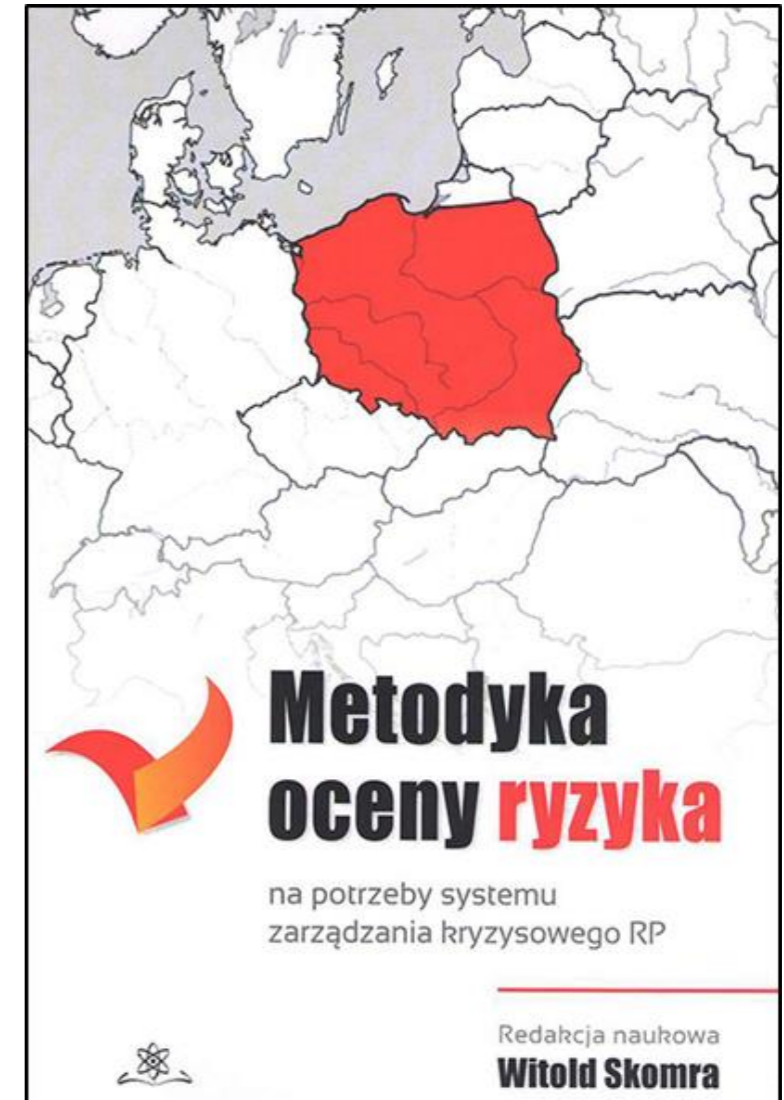 Metodyka
oceny ryzyka
na potrzeby systemu
zarządzania kryzysowego RP
Redakcja naukowa
Witold Skomra